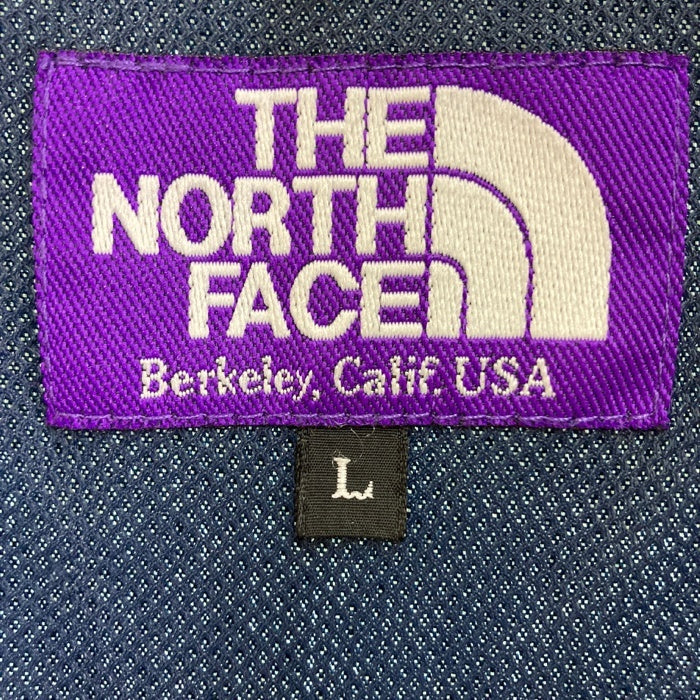 THE
NORTH
FACE
Berkeley, Calif. USA
L